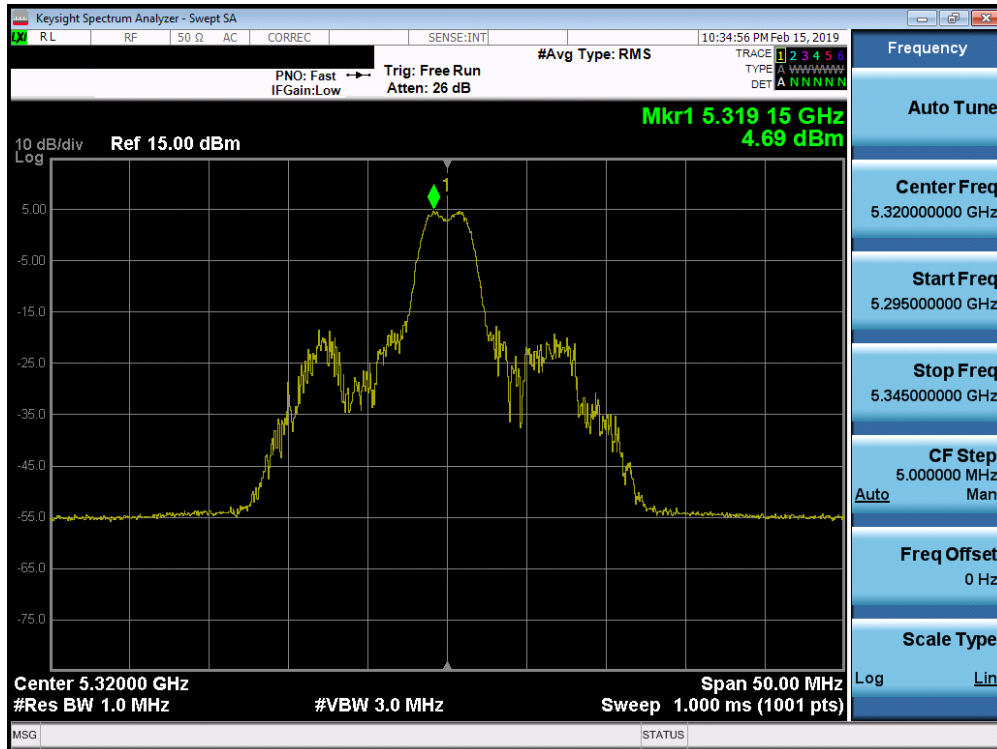 Keysight Spectrum Analyzer - Swept SA
LXI RL RF 50 Ω AC CORREC SENSE:INT 10:34:56 PM Feb 15, 2019
#Avg Type: RMS
TRACE 1 2 3 4 5 6
TYPE A WWWWW
DET A N N N N N
PNO: Fast
IFGain:Low
Trig: Free Run
Atten: 26 dB
Mkr1 5.319 15 GHz
4.69 dBm
10 dB/div
Log
Ref 15.00 dBm
1
5.00
-5.00
-15.0
-25.0
-35.0
-45.0
-55.0
-65.0
-75.0
Center 5.32000 GHz
Span 50.00 MHz
#Res BW 1.0 MHz
#VBW 3.0 MHz
Sweep 1.000 ms (1001 pts)
MSG
STATUS
Frequency
Auto Tune
Center Freq
5.320000000 GHz
Start Freq
5.295000000 GHz
Stop Freq
5.345000000 GHz
CF Step
5.000000 MHz
Auto Man
Freq Offset
0 Hz
Scale Type
Log Lin